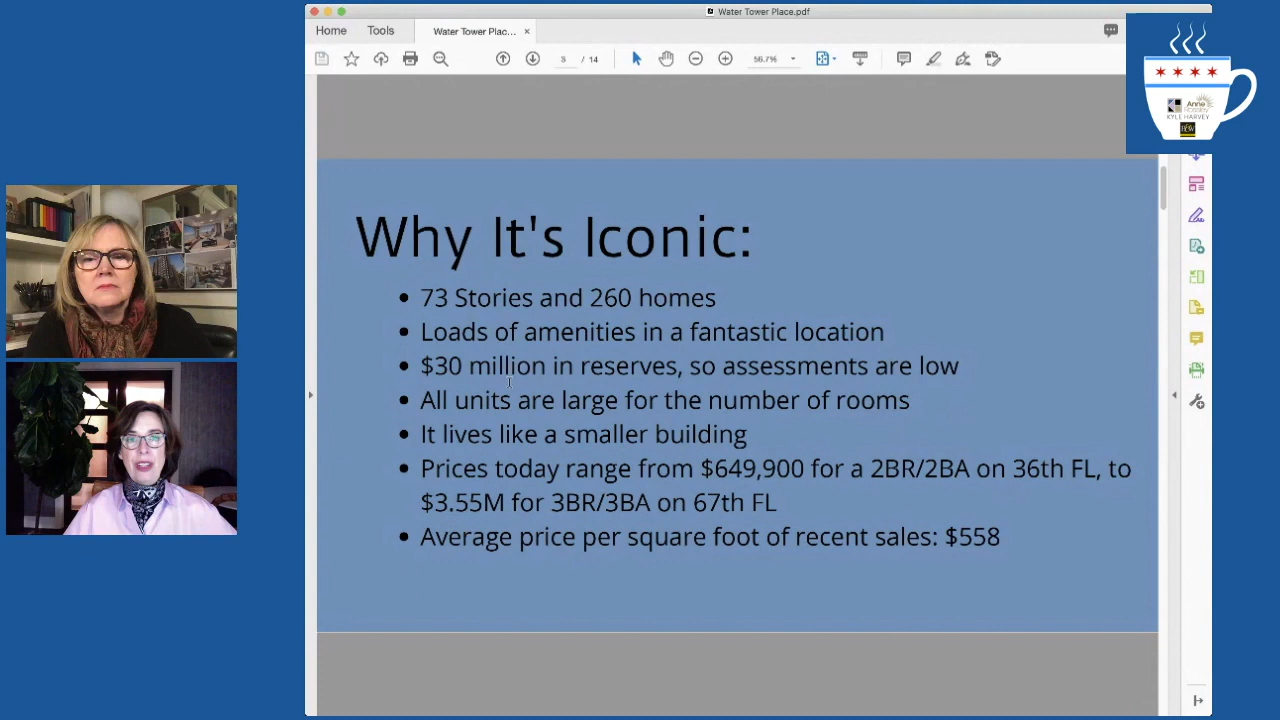 Water Tower Place.pdf
Home Tools Water Tower Plac... ×
3 / 14 56.7%
Anne
KYLE HARVEY
Why It's Iconic:
• 73 Stories and 260 homes
• Loads of amenities in a fantastic location
• $30 million in reserves, so assessments are low
• All units are large for the number of rooms
• It lives like a smaller building
• Prices today range from $649,900 for a 2BR/2BA on 36th FL, to
$3.55M for 3BR/3BA on 67th FL
• Average price per square foot of recent sales: $558